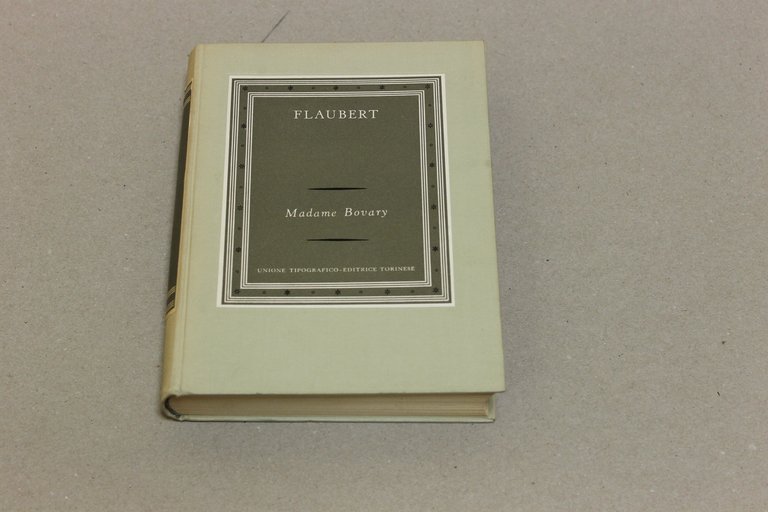 FLAUBERT
Madame Bovary
UNIONE TIPOGRAFICO-EDITRICE TORINESE